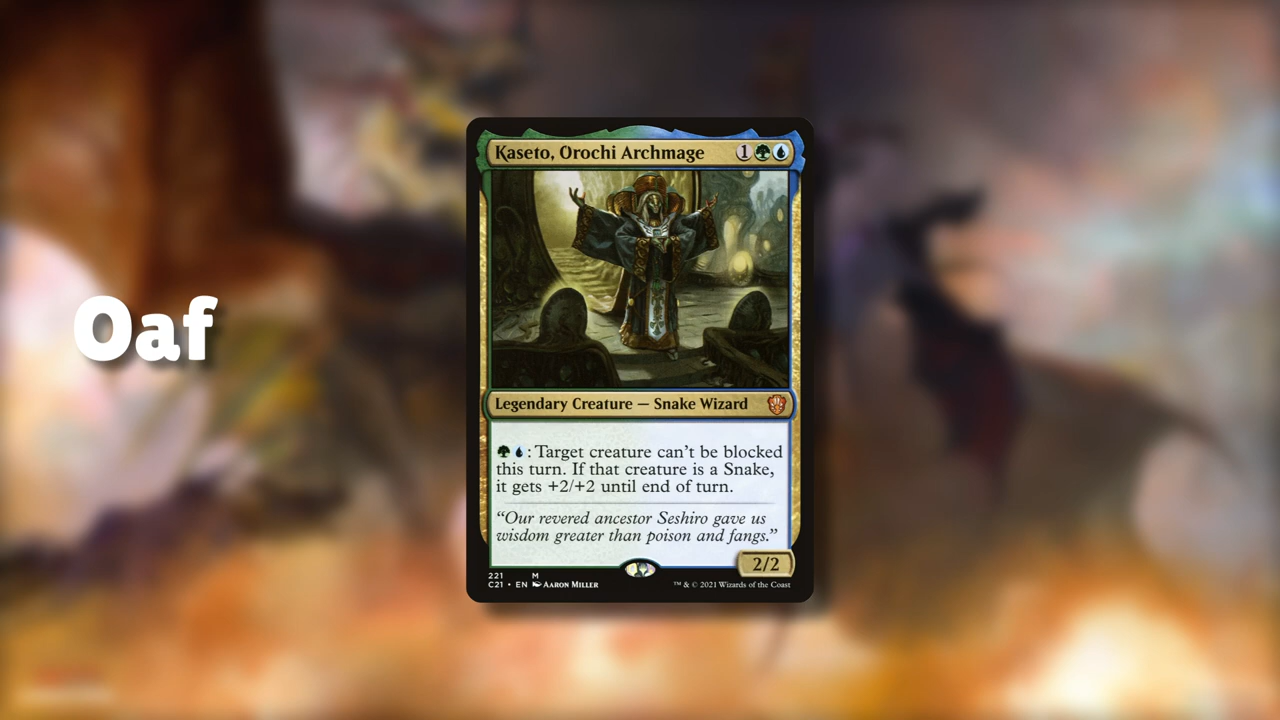 Oaf
Kaseto, Orochi Archmage 1
Legendary Creature — Snake Wizard
: Target creature can't be blocked
this turn. If that creature is a Snake,
it gets +2/+2 until end of turn.
“Our revered ancestor Seshiro gave us
wisdom greater than poison and fangs.”
2/2
221 M
C21 • EN Aaron Miller
™ & © 2021 Wizards of the Coast